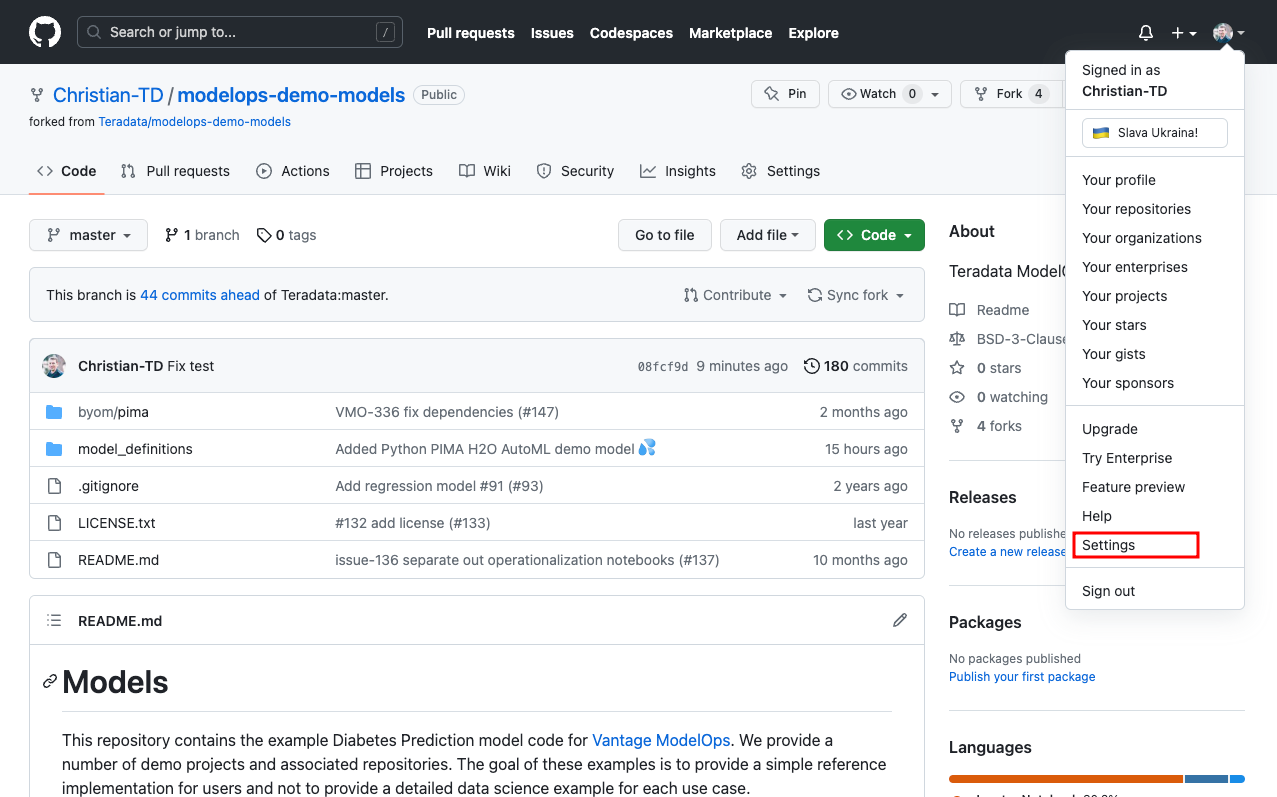 Search or jump to... /
Pull requests Issues Codespaces Marketplace Explore
Signed in as
Christian-TD
Slava Ukraina!
Your profile
Your repositories
Your organizations
Your enterprises
Your projects
Your stars
Your gists
Your sponsors
Upgrade
Try Enterprise
Feature preview
Help
Settings
Sign out
Christian-TD / modelops-demo-models Public
forked from Teradata/modelops-demo-models
Pin Watch 0 Fork 4
Code Pull requests Actions Projects Wiki Security Insights Settings
master 1 branch 0 tags Go to file Add file Code
This branch is 44 commits ahead of Teradata:master. Contribute Sync fork
Christian-TD Fix test 08fcf9d 9 minutes ago 180 commits
byom/pima VMO-336 fix dependencies (#147) 2 months ago
model_definitions Added Python PIMA H2O AutoML demo model 💦 15 hours ago
.gitignore Add regression model #91 (#93) 2 years ago
LICENSE.txt #132 add license (#133) last year
README.md issue-136 separate out operationalization notebooks (#137) 10 months ago
README.md
Models
This repository contains the example Diabetes Prediction model code for Vantage ModelOps. We provide a
number of demo projects and associated repositories. The goal of these examples is to provide a simple reference
implementation for users and not to provide a detailed data science example for each use case.
About
Teradata Model
Readme
BSD-3-Clause
0 stars
0 watching
4 forks
Releases
No releases publishe
Create a new release
Packages
No packages published
Publish your first package
Languages